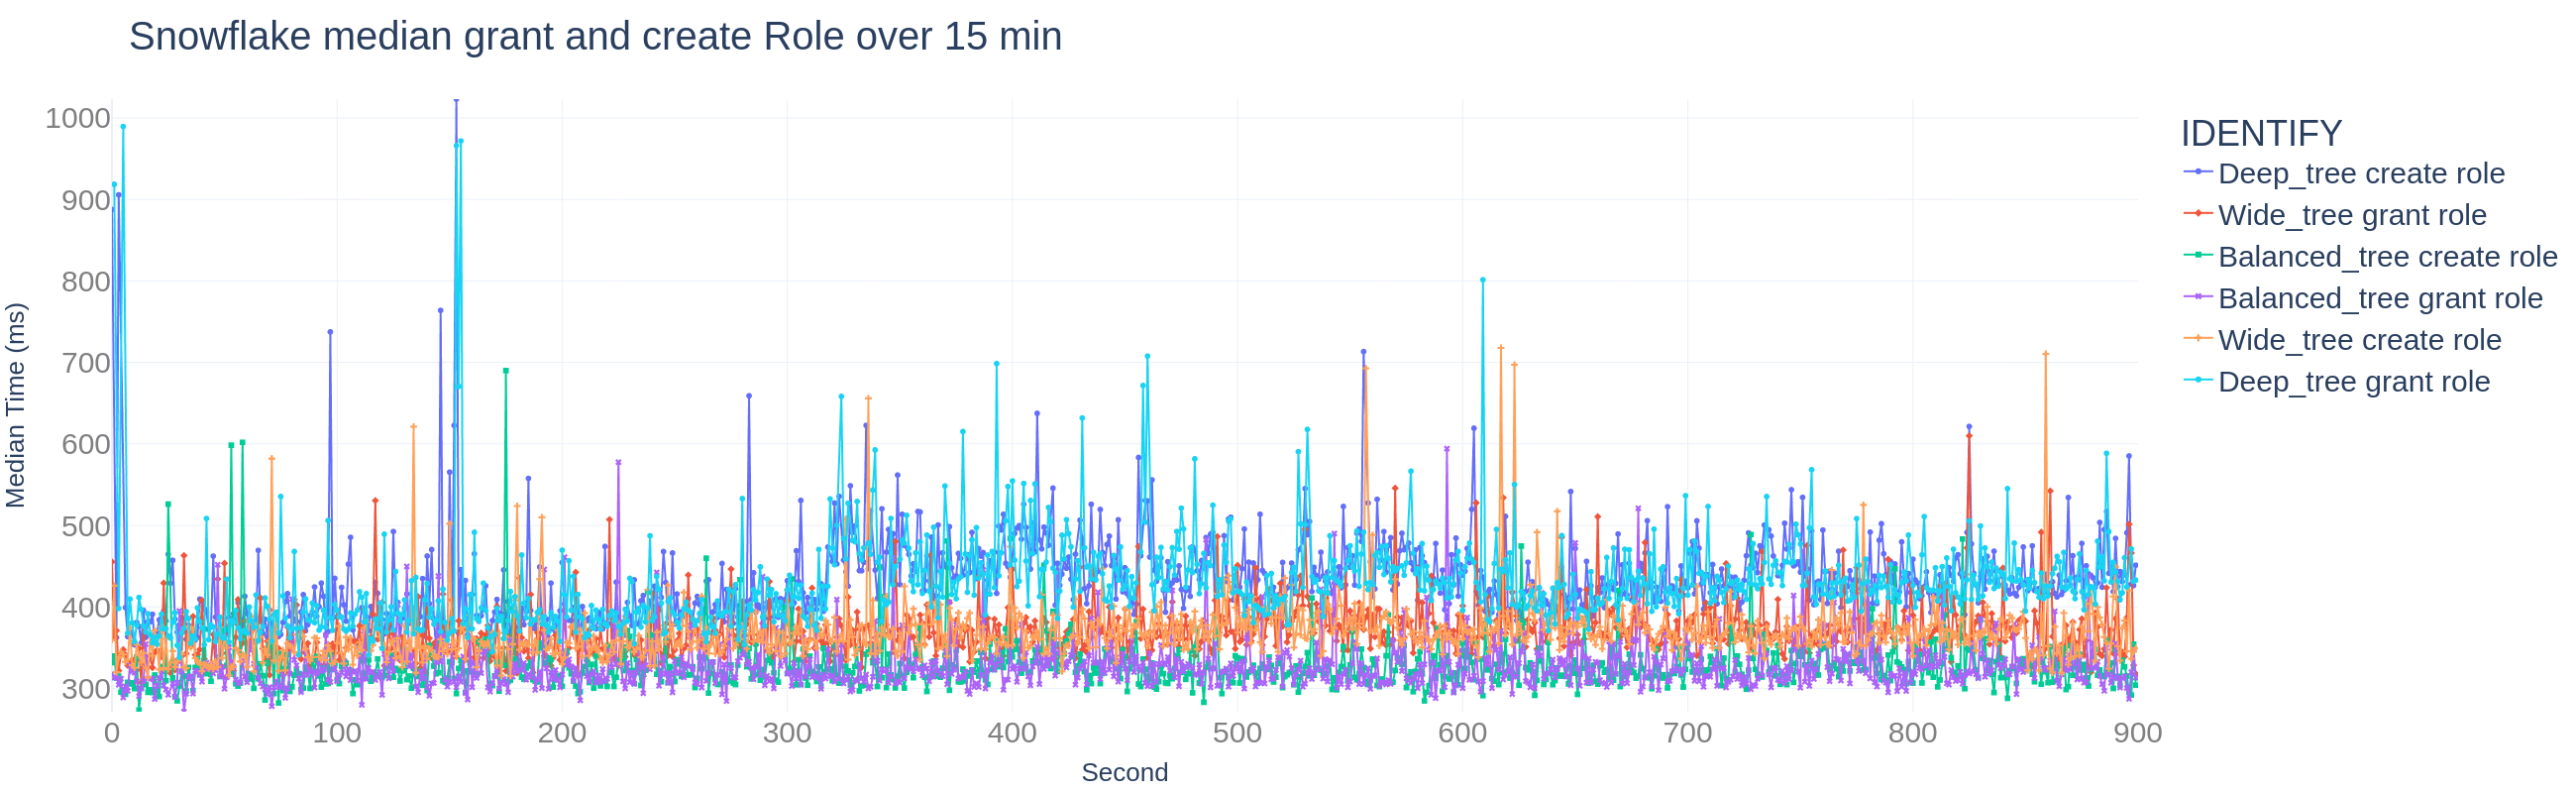 Snowflake median grant and create Role over 15 min
1000
900
800
700
600
500
400
300
Median Time (ms)
0 100 200 300 400 500 600 700 800 900
Second
IDENTIFY
Deep_tree create role
Wide_tree grant role
Balanced_tree create role
Balanced_tree grant role
Wide_tree create role
Deep_tree grant role